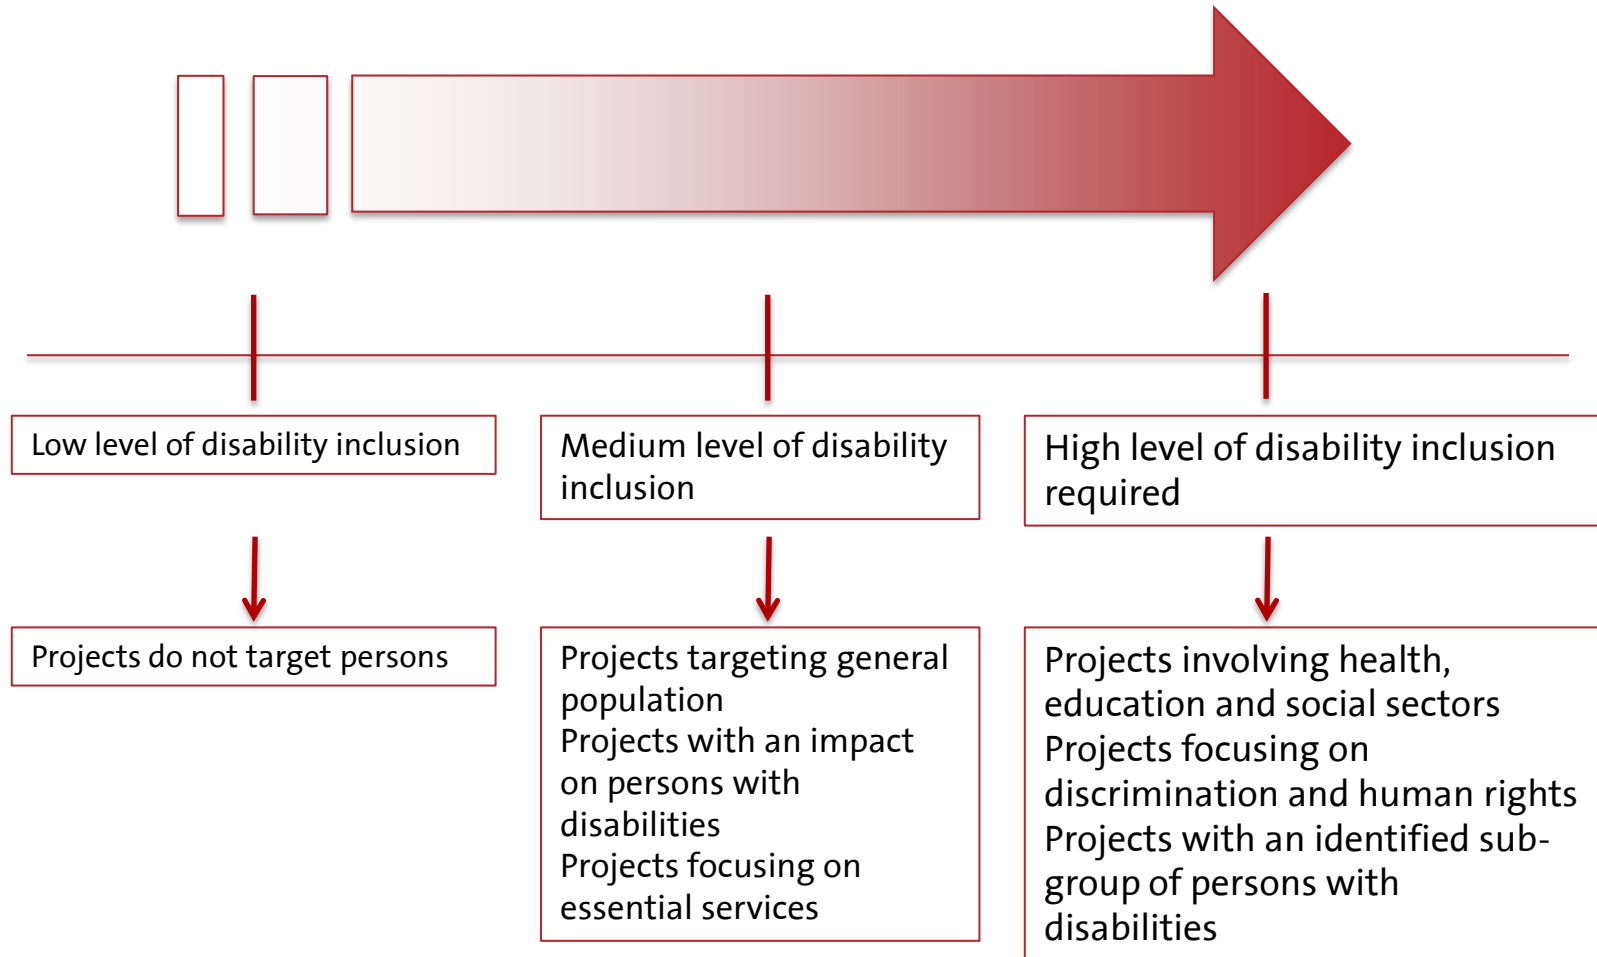 Low level of disability inclusion
Medium level of disability
inclusion
High level of disability inclusion
required
Projects do not target persons
Projects targeting general
population
Projects with an impact
on persons with
disabilities
Projects focusing on
essential services
Projects involving health,
education and social sectors
Projects focusing on
discrimination and human rights
Projects with an identified sub-
group of persons with
disabilities